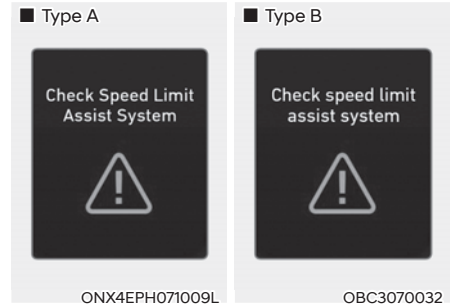 ■ Type A
Check Speed Limit
Assist System
ONX4EPH071009L
■ Type B
Check speed limit
assist system
OBC3070032